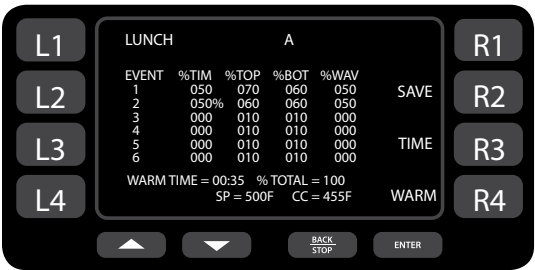 L1
L2
L3
L4
LUNCH A
EVENT %TIM %TOP %BOT %WAV
1 050 070 060 050
2 050% 060 060 050
3 000 010 010 000
4 000 010 010 000
5 000 010 010 000
6 000 010 010 000
WARM TIME = 00:35 % TOTAL = 100
SP = 500F CC = 455F
SAVE
TIME
WARM
R1
R2
R3
R4
BACK
STOP
ENTER